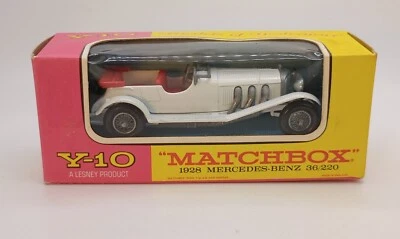 Y-10
A LESNEY PRODUCT
"MATCHBOX"
1928 MERCEDES-BENZ 36/220